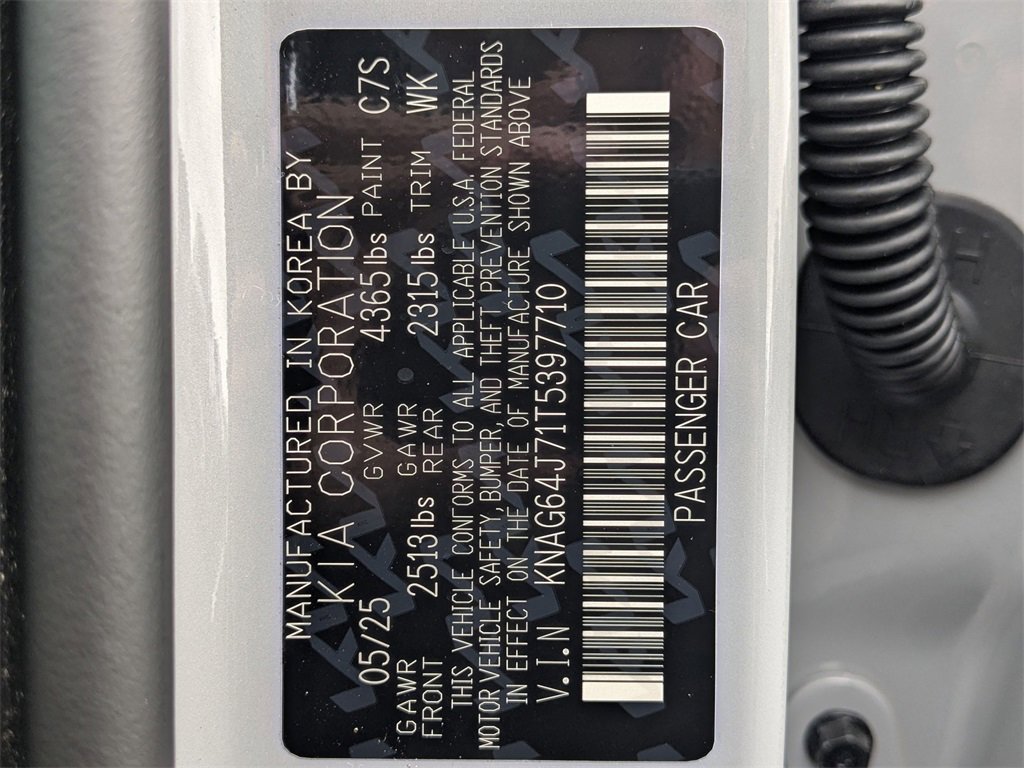 MANUFACTURED IN KOREA BY
KIA CORPORATION
05/25 GVWR 4365lbs PAINT C7S
GAWR FRONT 2513lbs GAWR REAR 2315lbs TRIM WK
THIS VEHICLE CONFORMS TO ALL APPLICABLE U.S.A. FEDERAL
MOTOR VEHICLE SAFETY, BUMPER, AND THEFT PREVENTION STANDARDS
IN EFFECT ON THE DATE OF MANUFACTURE SHOWN ABOVE
V.I.N KNAG64J71T5397710
PASSENGER CAR